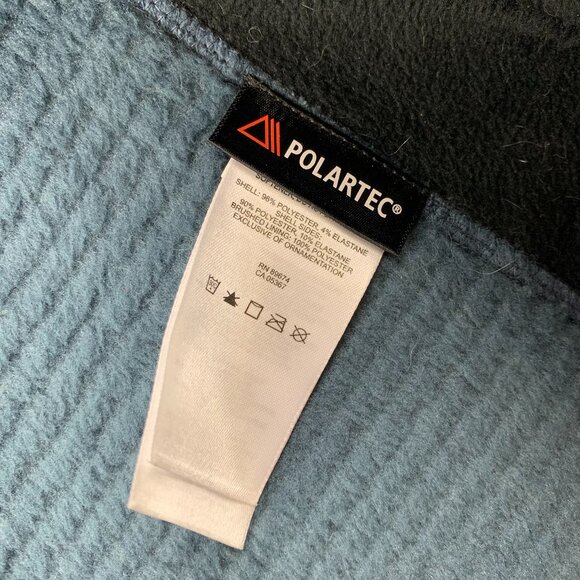 POLARTEC®
SHELL: 96% POLYESTER, 4% ELASTANE
SHELL SIDES:
90% POLYESTER, 10% ELASTANE
BRUSHED LINING: 100% POLYESTER
EXCLUSIVE OF ORNAMENTATION
RN 89674
CA 05367